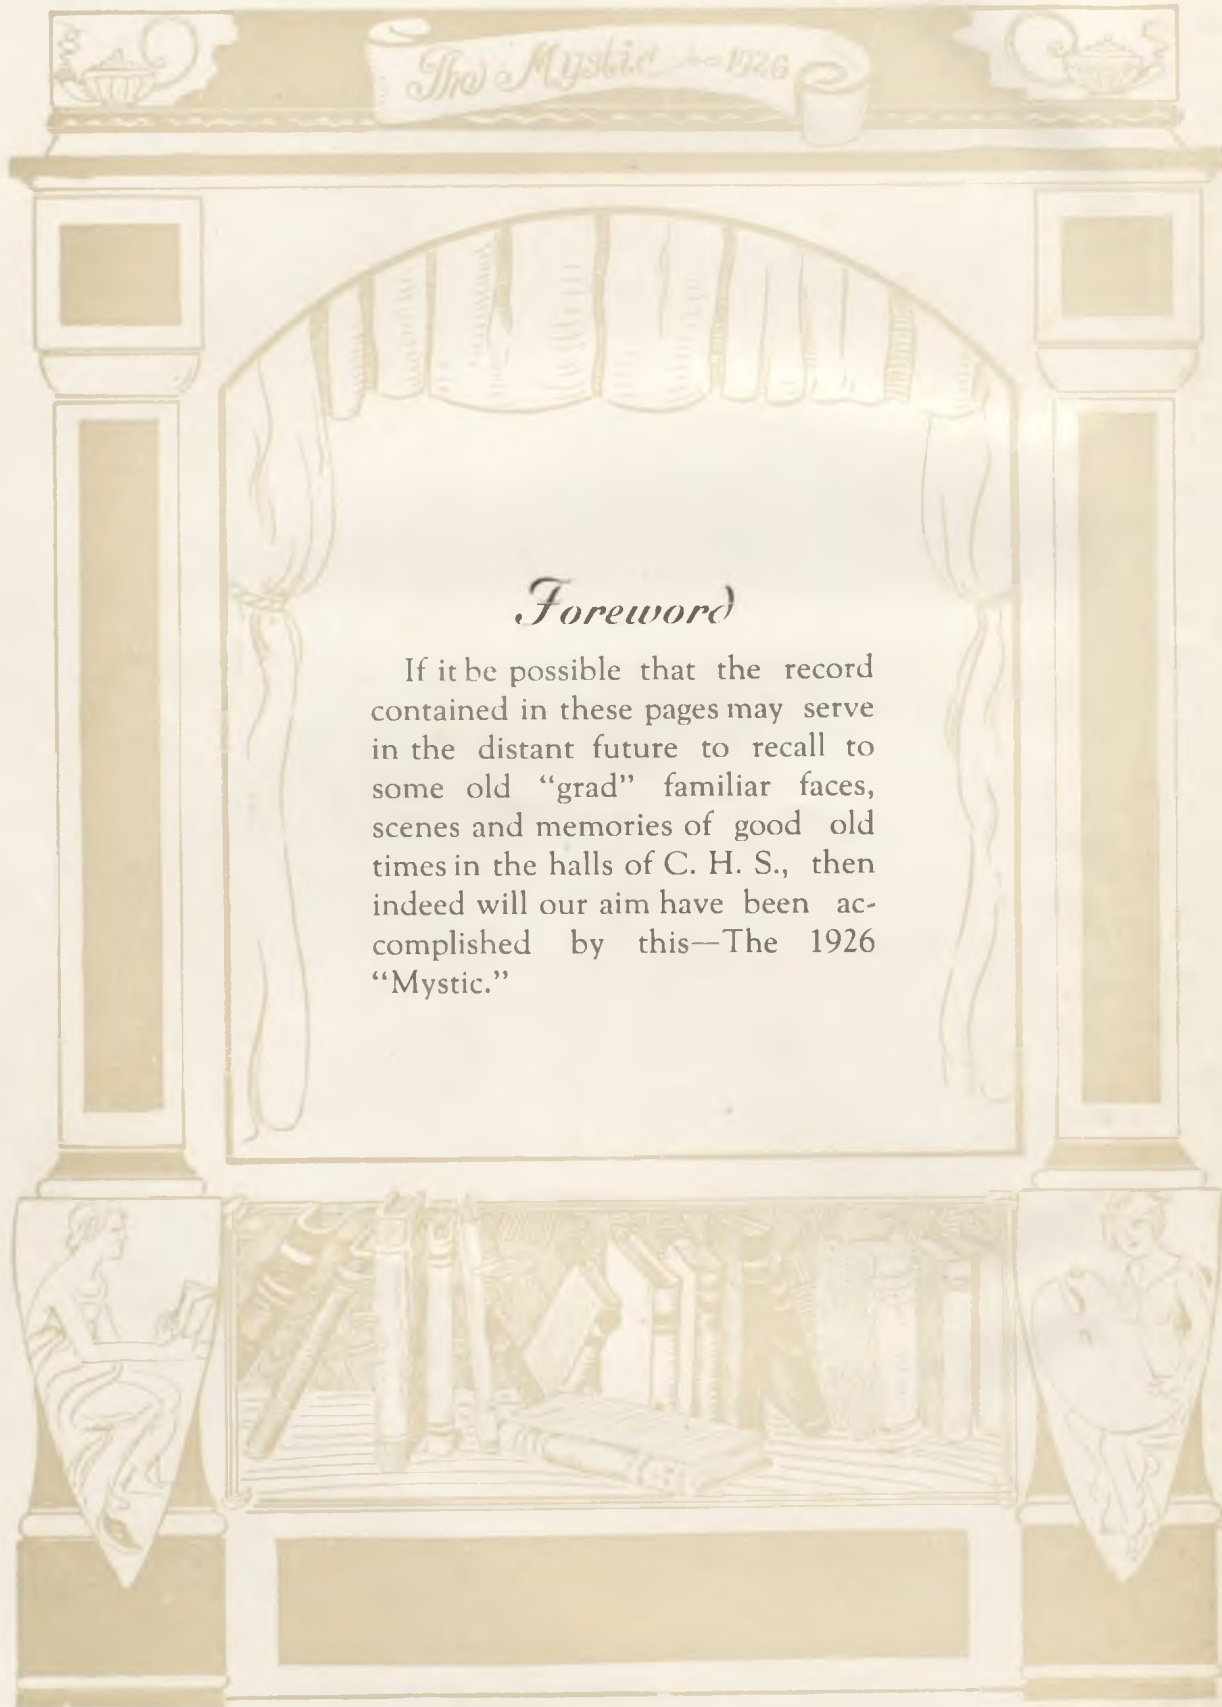 The Mystic 1926
Foreword
If it be possible that the record
contained in these pages may serve
in the distant future to recall to
some old “grad” familiar faces,
scenes and memories of good old
times in the halls of C. H. S., then
indeed will our aim have been ac-
complished by this—The 1926
“Mystic.”